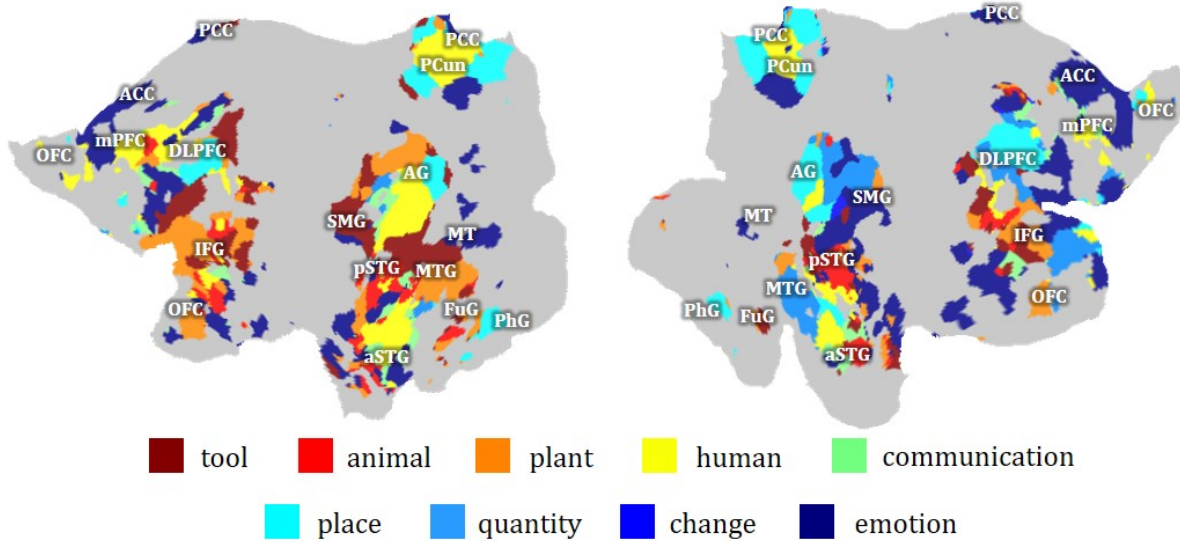 PCC
PCC
PCun
ACC
mPFC
OFC
DLPFC
AG
SMG
MT
IFG
pSTG
MTG
OFC
FuG
PhG
aSTG
PCC
PCC
PCun
ACC
OFC
mPFC
DLPFC
AG
SMG
MT
IFG
pSTG
MTG
OFC
PhG
FuG
aSTG
tool animal plant human communication
place quantity change emotion